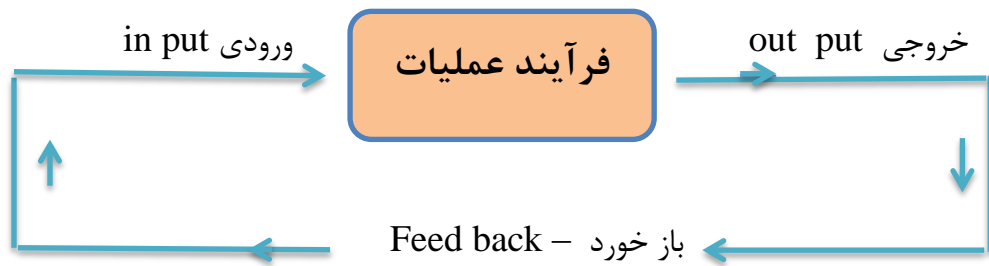 ورودی in put
فرآیند عملیات
خروجی out put
باز خورد – Feed back